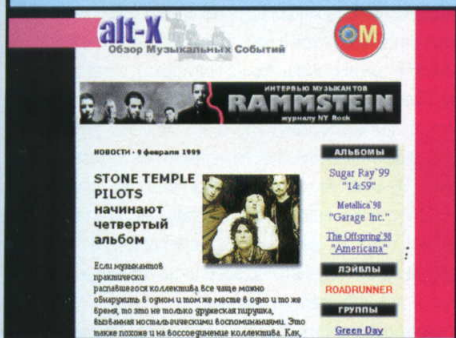 alt-X
Обзор Музыкальных Событий
OM
ИНТЕРВЬЮ МУЗЫКАНТОВ
RAMMSTEIN
журналу NY Rock
НОВОСТИ - 9 февраля 1999
STONE TEMPLE
PILOTS
начинают
четвертый
альбом
Если музыкантов
практически
распавшегося коллектива все чаще можно
обнаружить в одном и том же месте в одно и то же
время, то это не только дружеская пирушка,
вызванная ностальгическими воспоминаниями. Это
также похоже и на воссоединение коллектива. Как,
АЛЬБОМЫ
Sugar Ray`99
"14:59"
Metallica`98
"Garage Inc."
The Offspring`98
"Americana"
ЛЭЙБЛЫ
ROADRUNNER
ГРУППЫ
Green Day